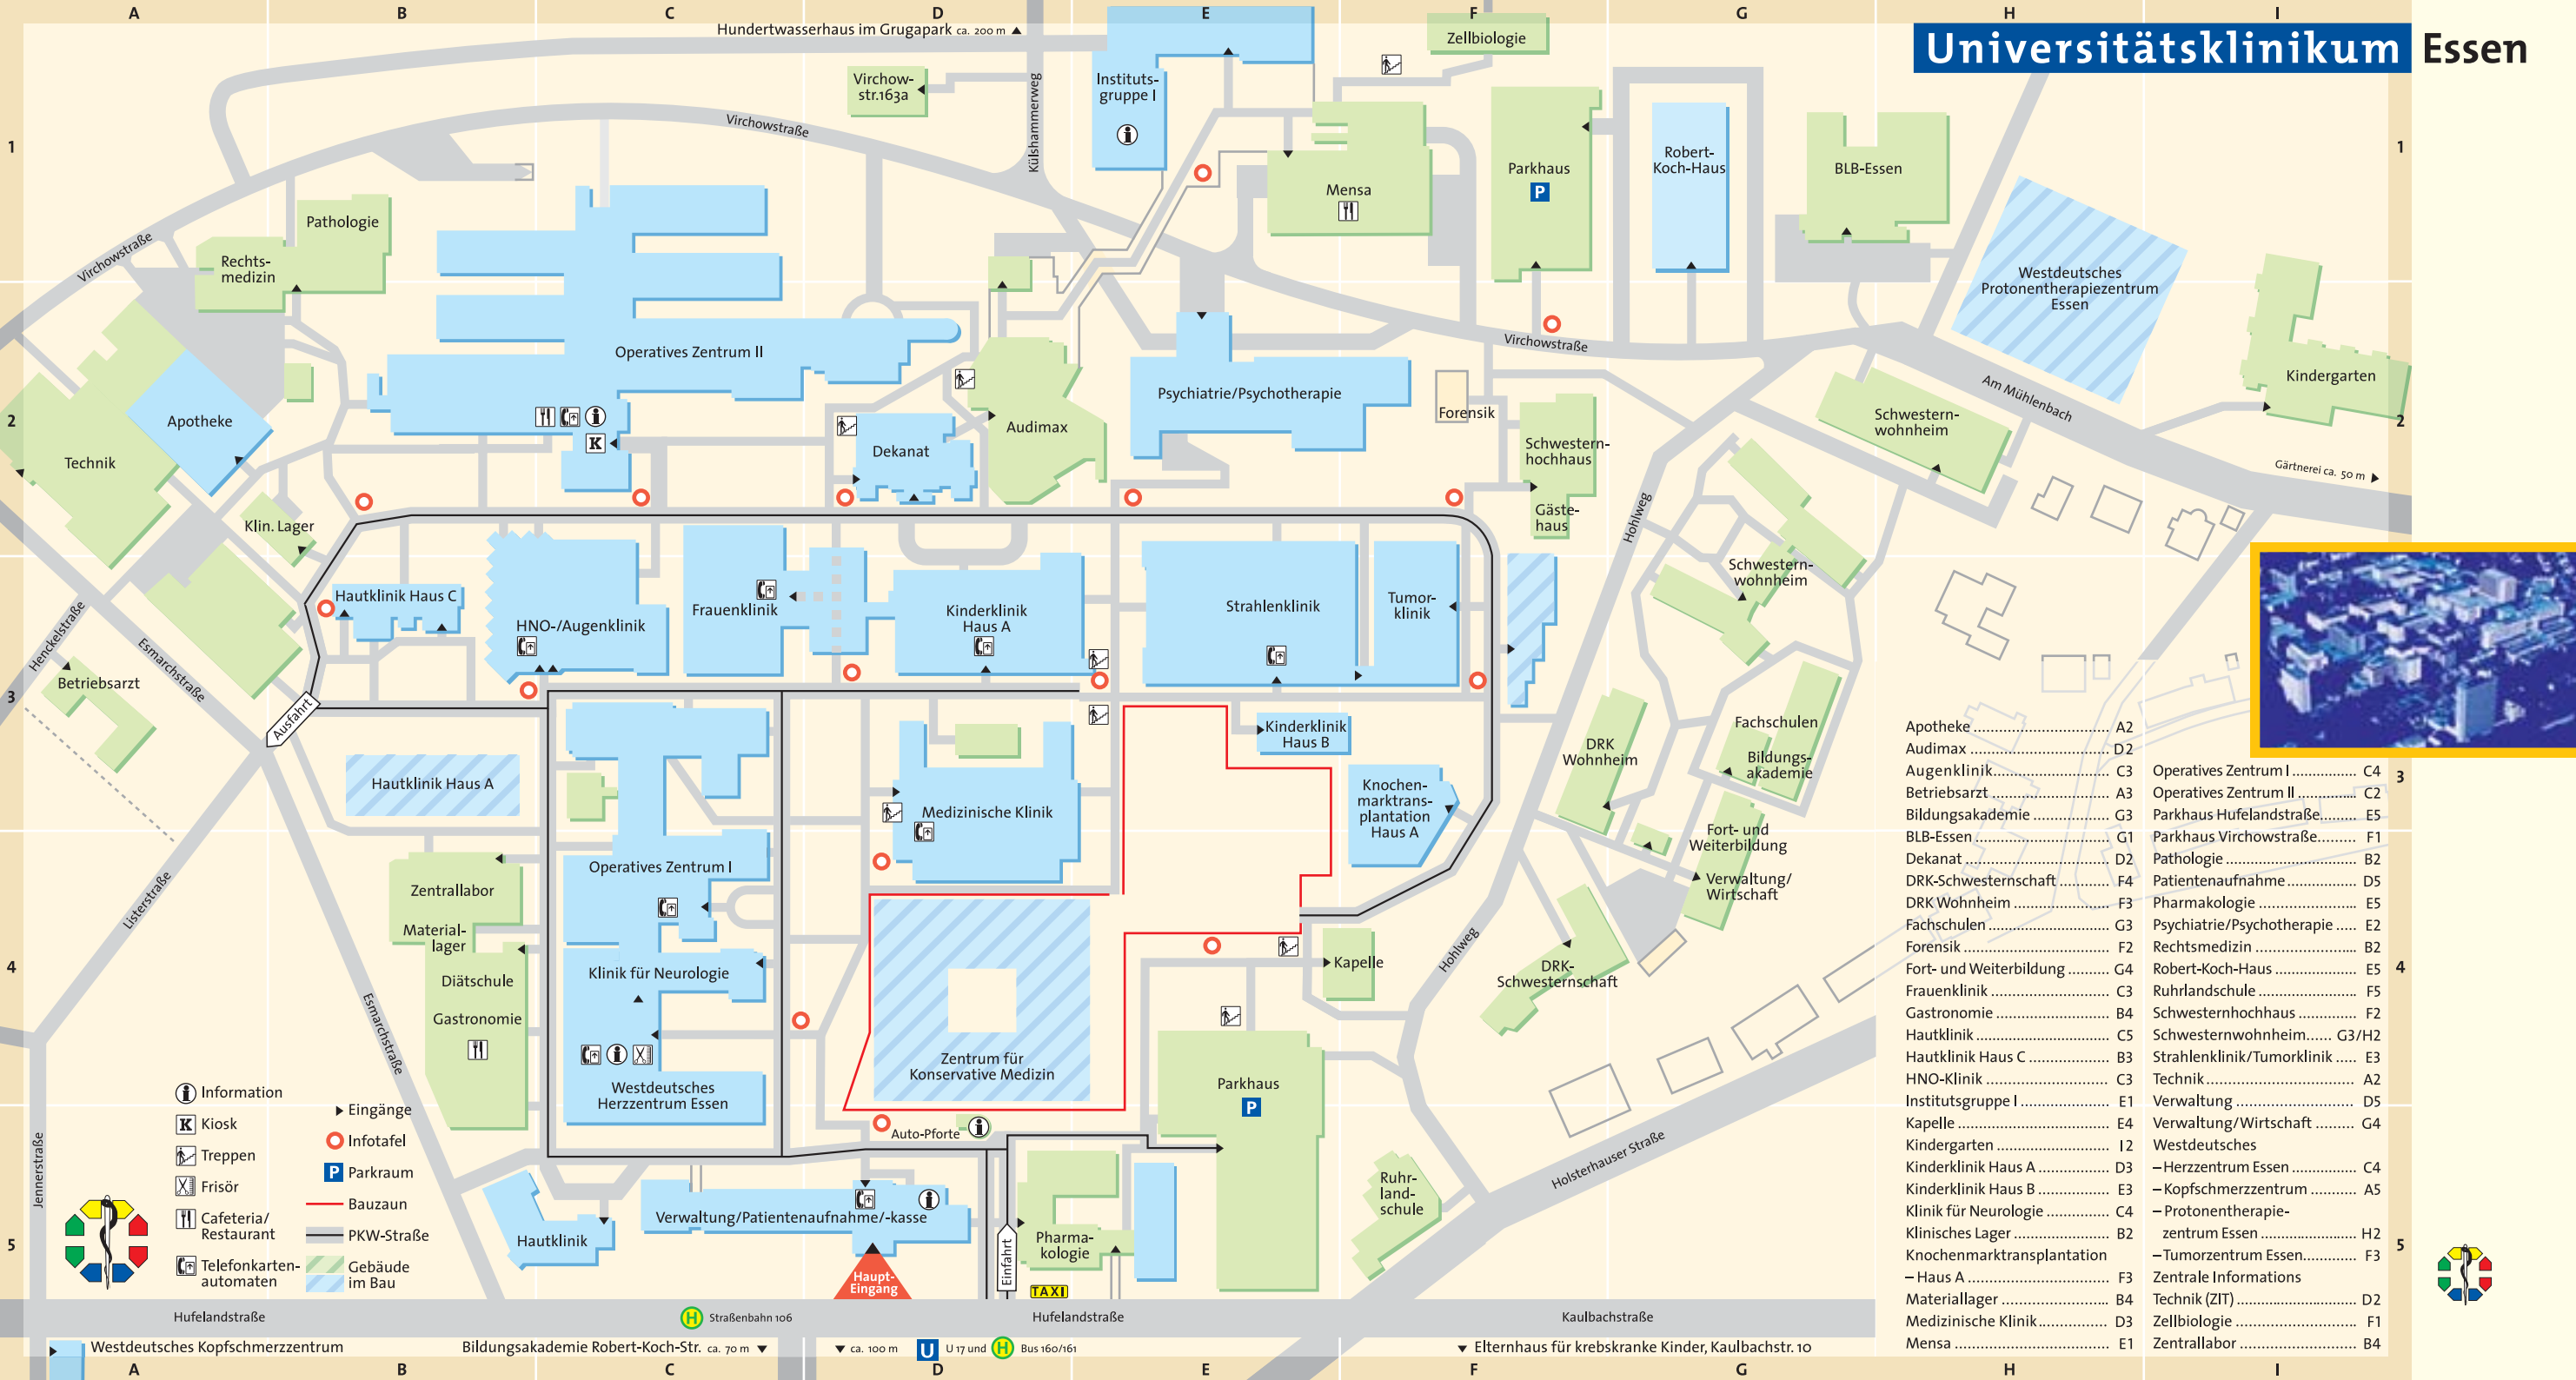 A B C D E F G H I
Universitätsklinikum Essen
Hundertwasserhaus im Grugapark ca. 200 m
Zellbiologie
Virchow-
str.163a
Külshammerweg
Instituts-
gruppe I
Virchowstraße
1
Mensa
Parkhaus
P
Robert-
Koch-Haus
BLB-Essen
1
Pathologie
Rechts-
medizin
Virchowstraße
Westdeutsches
Protonentherapiezentrum
Essen
Operatives Zentrum II
Virchowstraße
Psychiatrie/Psychotherapie
Kindergarten
Am Mühlenbach
Forensik
Schwestern-
wohnheim
2
Apotheke
Technik
K
Dekanat
Audimax
Schwestern-
hochhaus
Gäste-
haus
2
Gärtnerei ca. 50 m
Klin. Lager
Hohlweg
Schwestern-
wohnheim
Hautklinik Haus C
HNO-/Augenklinik
Frauenklinik
Kinderklinik
Haus A
Strahlenklinik
Tumor-
klinik
Henckelstraße
Esmarchstraße
Betriebsarzt
3
Ausfahrt
Kinderklinik
Haus B
DRK
Wohnheim
Fachschulen
Bildungs-
akademie
Hautklinik Haus A
Medizinische Klinik
Knochen-
marktrans-
plantation
Haus A
3
Fort- und
Weiterbildung
Verwaltung/
Wirtschaft
Operatives Zentrum I
Zentrallabor
Material-
lager
Listerstraße
Diätschule
Gastronomie
Klinik für Neurologie
Kapelle
Hohlweg
DRK-
Schwesternschaft
4
4
Esmarchstraße
Zentrum für
Konservative Medizin
Westdeutsches
Herzzentrum Essen
Parkhaus
P
Auto-Pforte
Holsterhauser Straße
Ruhr-
land-
schule
Jennerstraße
Information
Kiosk
Treppen
Frisör
Cafeteria/
Restaurant
Telefonkarten-
automaten
Eingänge
Infotafel
Parkraum
Bauzaun
PKW-Straße
Gebäude
im Bau
K
P
5
Hautklinik
Verwaltung/Patientenaufnahme/-kasse
Haupt-
Eingang
Einfahrt
Pharma-
kologie
TAXI
5
Hufelandstraße
H Straßenbahn 106
Hufelandstraße
Kaulbachstraße
Westdeutsches Kopfschmerzzentrum
Bildungsakademie Robert-Koch-Str. ca. 70 m
ca. 100 m U U 17 und H Bus 160/161
Elternhaus für krebskranke Kinder, Kaulbachstr. 10
A B C D E F G H I
Apotheke A2
Audimax D2
Augenklinik C3
Betriebsarzt A3
Bildungsakademie G3
BLB-Essen G1
Dekanat D2
DRK-Schwesternschaft F4
DRK Wohnheim F3
Fachschulen G3
Forensik F2
Fort- und Weiterbildung G4
Frauenklinik C3
Gastronomie B4
Hautklinik C5
Hautklinik Haus C B3
HNO-Klinik C3
Institutsgruppe I E1
Kapelle E4
Kindergarten I2
Kinderklinik Haus A D3
Kinderklinik Haus B E3
Klinik für Neurologie C4
Klinisches Lager B2
Knochenmarktransplantation
– Haus A F3
Materiallager B4
Medizinische Klinik D3
Mensa E1
Operatives Zentrum I C4
Operatives Zentrum II C2
Parkhaus Hufelandstraße E5
Parkhaus Virchowstraße F1
Pathologie B2
Patientenaufnahme D5
Pharmakologie E5
Psychiatrie/Psychotherapie E2
Rechtsmedizin B2
Robert-Koch-Haus E5
Ruhrlandschule F5
Schwesternhochhaus F2
Schwesternwohnheim G3/H2
Strahlenklinik/Tumorklinik E3
Technik A2
Verwaltung D5
Verwaltung/Wirtschaft G4
Westdeutsches
– Herzzentrum Essen C4
– Kopfschmerzzentrum A5
– Protonentherapie-
zentrum Essen H2
– Tumorzentrum Essen F3
Zentrale Informations
Technik (ZIT) D2
Zellbiologie F1
Zentrallabor B4